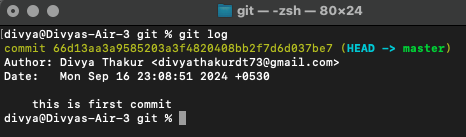 git — -zsh — 80×24
[divya@Divyas-Air-3 git % git log
commit 66d13aa3a9585203a3f4820408bb2f7d6d037be7 (HEAD -> master)
Author: Divya Thakur <divyathakurdt73@gmail.com>
Date:   Mon Sep 16 23:08:51 2024 +0530
    this is first commit
divya@Divyas-Air-3 git %